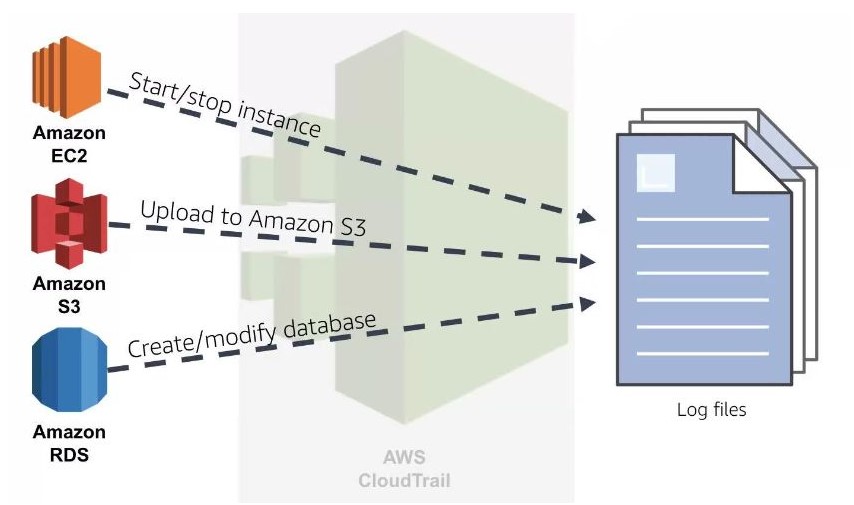 Start/stop instance
Amazon
EC2
Upload to Amazon S3
Amazon
S3
Create/modify database
Amazon
RDS
Log files
AWS
CloudTrail